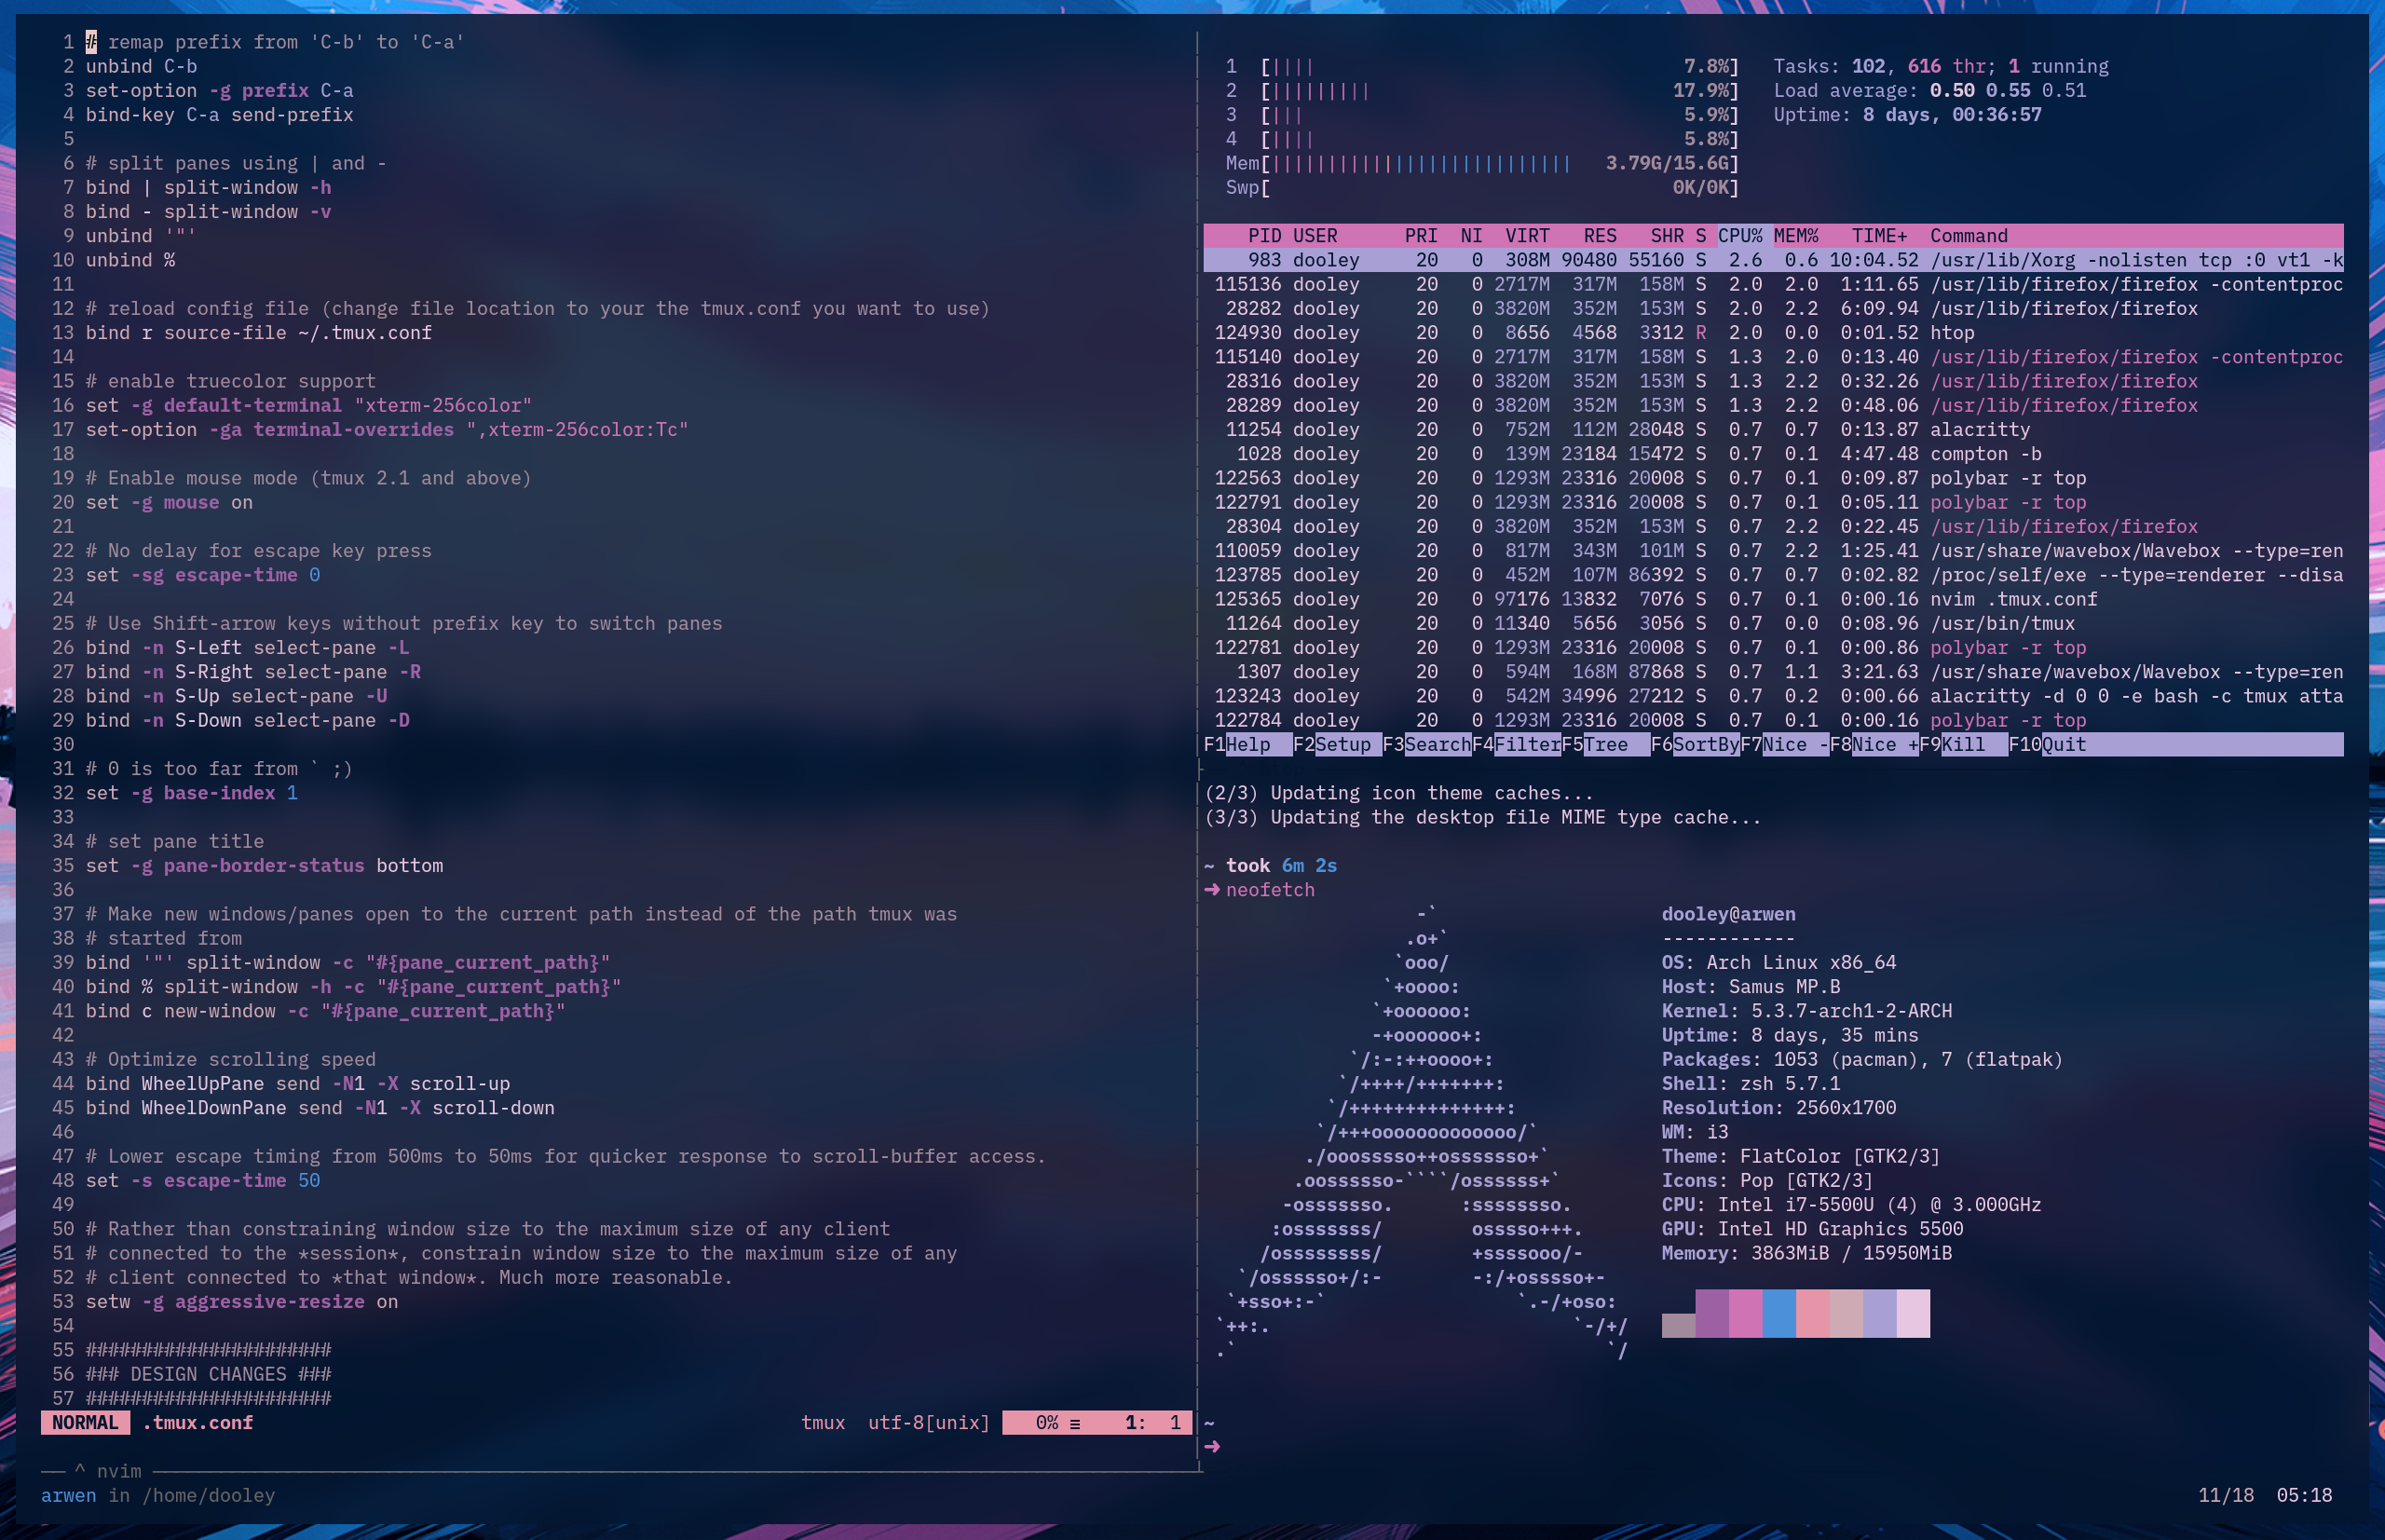 1 # remap prefix from 'C-b' to 'C-a'
2 unbind C-b
3 set-option -g prefix C-a
4 bind-key C-a send-prefix
5
6 # split panes using | and -
7 bind | split-window -h
8 bind - split-window -v
9 unbind '"'
10 unbind %
11
12 # reload config file (change file location to your the tmux.conf you want to use)
13 bind r source-file ~/.tmux.conf
14
15 # enable truecolor support
16 set -g default-terminal "xterm-256color"
17 set-option -ga terminal-overrides ",xterm-256color:Tc"
18
19 # Enable mouse mode (tmux 2.1 and above)
20 set -g mouse on
21
22 # No delay for escape key press
23 set -sg escape-time 0
24
25 # Use Shift-arrow keys without prefix key to switch panes
26 bind -n S-Left select-pane -L
27 bind -n S-Right select-pane -R
28 bind -n S-Up select-pane -U
29 bind -n S-Down select-pane -D
30
31 # 0 is too far from ` ;)
32 set -g base-index 1
33
34 # set pane title
35 set -g pane-border-status bottom
36
37 # Make new windows/panes open to the current path instead of the path tmux was
38 # started from
39 bind '"' split-window -c "#{pane_current_path}"
40 bind % split-window -h -c "#{pane_current_path}"
41 bind c new-window -c "#{pane_current_path}"
42
43 # Optimize scrolling speed
44 bind WheelUpPane send -N1 -X scroll-up
45 bind WheelDownPane send -N1 -X scroll-down
46
47 # Lower escape timing from 500ms to 50ms for quicker response to scroll-buffer access.
48 set -s escape-time 50
49
50 # Rather than constraining window size to the maximum size of any client
51 # connected to the *session*, constrain window size to the maximum size of any
52 # client connected to *that window*. Much more reasonable.
53 setw -g aggressive-resize on
54
55 ######################
56 ### DESIGN CHANGES ###
57 ######################
NORMAL .tmux.conf tmux utf-8[unix] 0% ≡ 1: 1
── ^ nvim ──
arwen in /home/dooley
1 [|||| 7.8%] Tasks: 102, 616 thr; 1 running
2 [||||||||| 17.9%] Load average: 0.50 0.55 0.51
3 [||| 5.9%] Uptime: 8 days, 00:36:57
4 [|||| 5.8%]
Mem[||||||||||||||||||||||||||| 3.79G/15.6G]
Swp[ 0K/0K]
PID USER PRI NI VIRT RES SHR S CPU% MEM% TIME+ Command
983 dooley 20 0 308M 90480 55160 S 2.6 0.6 10:04.52 /usr/lib/Xorg -nolisten tcp :0 vt1 -k
115136 dooley 20 0 2717M 317M 158M S 2.0 2.0 1:11.65 /usr/lib/firefox/firefox -contentproc
28282 dooley 20 0 3820M 352M 153M S 2.0 2.2 6:09.94 /usr/lib/firefox/firefox
124930 dooley 20 0 8656 4568 3312 R 2.0 0.0 0:01.52 htop
115140 dooley 20 0 2717M 317M 158M S 1.3 2.0 0:13.40 /usr/lib/firefox/firefox -contentproc
28316 dooley 20 0 3820M 352M 153M S 1.3 2.2 0:32.26 /usr/lib/firefox/firefox
28289 dooley 20 0 3820M 352M 153M S 1.3 2.2 0:48.06 /usr/lib/firefox/firefox
11254 dooley 20 0 752M 112M 28048 S 0.7 0.7 0:13.87 alacritty
1028 dooley 20 0 139M 23184 15472 S 0.7 0.1 4:47.48 compton -b
122563 dooley 20 0 1293M 23316 20008 S 0.7 0.1 0:09.87 polybar -r top
122791 dooley 20 0 1293M 23316 20008 S 0.7 0.1 0:05.11 polybar -r top
28304 dooley 20 0 3820M 352M 153M S 0.7 2.2 0:22.45 /usr/lib/firefox/firefox
110059 dooley 20 0 817M 343M 101M S 0.7 2.2 1:25.41 /usr/share/wavebox/Wavebox --type=ren
123785 dooley 20 0 452M 107M 86392 S 0.7 0.7 0:02.82 /proc/self/exe --type=renderer --disa
125365 dooley 20 0 97176 13832 7076 S 0.7 0.1 0:00.16 nvim .tmux.conf
11264 dooley 20 0 11340 5656 3056 S 0.7 0.0 0:08.96 /usr/bin/tmux
122781 dooley 20 0 1293M 23316 20008 S 0.7 0.1 0:00.86 polybar -r top
1307 dooley 20 0 594M 168M 87868 S 0.7 1.1 3:21.63 /usr/share/wavebox/Wavebox --type=ren
123243 dooley 20 0 542M 34996 27212 S 0.7 0.2 0:00.66 alacritty -d 0 0 -e bash -c tmux atta
122784 dooley 20 0 1293M 23316 20008 S 0.7 0.1 0:00.16 polybar -r top
F1Help F2Setup F3SearchF4FilterF5Tree F6SortByF7Nice -F8Nice +F9Kill F10Quit
(2/3) Updating icon theme caches...
(3/3) Updating the desktop file MIME type cache...
~ took 6m 2s
➜ neofetch
-` dooley@arwen
.o+` ------------
`ooo/ OS: Arch Linux x86_64
`+oooo: Host: Samus MP.B
`+oooooo: Kernel: 5.3.7-arch1-2-ARCH
-+oooooo+: Uptime: 8 days, 35 mins
`/:-:++oooo+: Packages: 1053 (pacman), 7 (flatpak)
`/++++/+++++++: Shell: zsh 5.7.1
`/++++++++++++++: Resolution: 2560x1700
`/+++ooooooooooooo/` WM: i3
./ooosssso++osssssso+` Theme: FlatColor [GTK2/3]
.oossssso-````/ossssss+` Icons: Pop [GTK2/3]
-osssssso. :ssssssso. CPU: Intel i7-5500U (4) @ 3.000GHz
:osssssss/ osssso+++. GPU: Intel HD Graphics 5500
/ossssssss/ +ssssooo/- Memory: 3863MiB / 15950MiB
`/ossssso+/:- -:/+osssso+-
`+sso+:-` `.-/+oso:
`++:. `-/+/
.` `/
~
➜
11/18 05:18